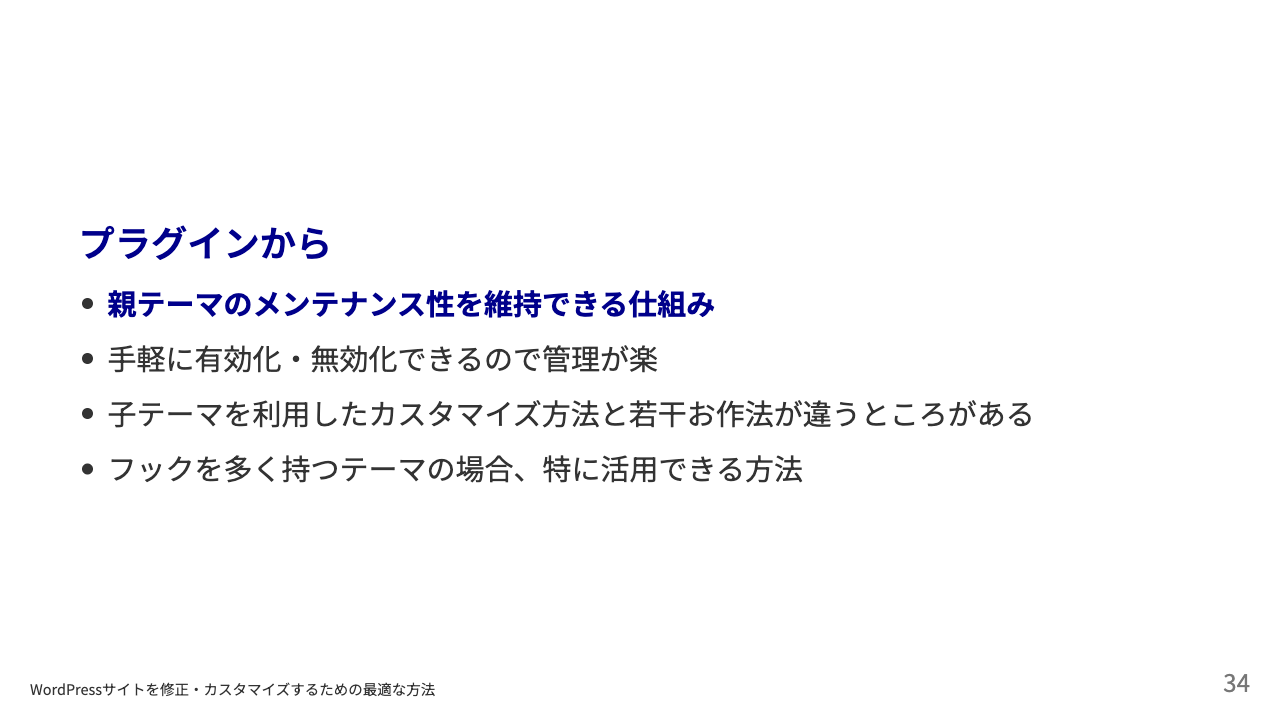 プラグインから
• 親テーマのメンテナンス性を維持できる仕組み
• 手軽に有効化・無効化できるので管理が楽
• 子テーマを利用したカスタマイズ方法と若干お作法が違うところがある
• フックを多く持つテーマの場合、特に活用できる方法
WordPressサイトを修正・カスタマイズするための最適な方法
34